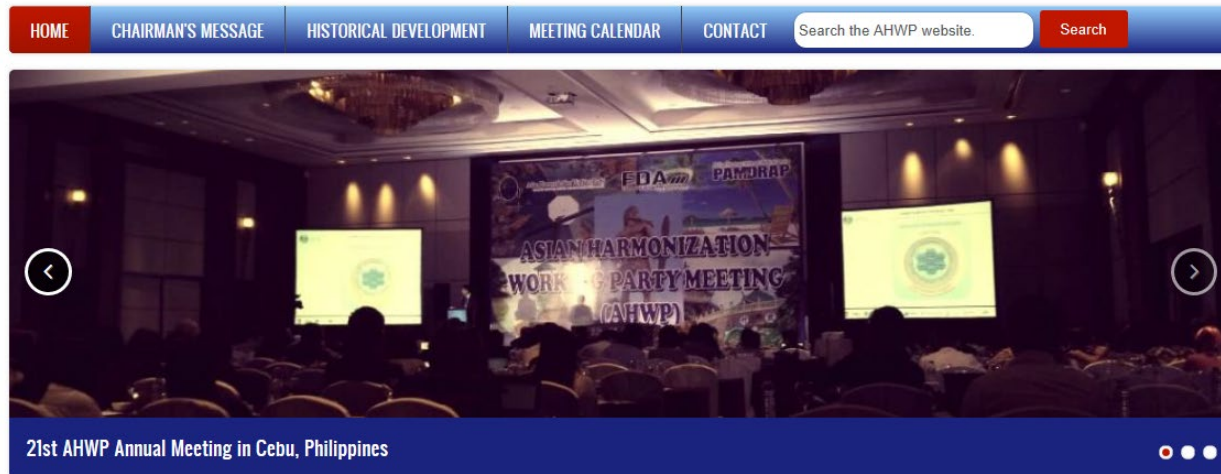 HOME CHAIRMAN'S MESSAGE HISTORICAL DEVELOPMENT MEETING CALENDAR CONTACT Search the AHWP website. Search
FDA PAMDRAP
ASIAN HARMONIZATION
PARTY MEETING
(AHWP)
21st AHWP Annual Meeting in Cebu, Philippines